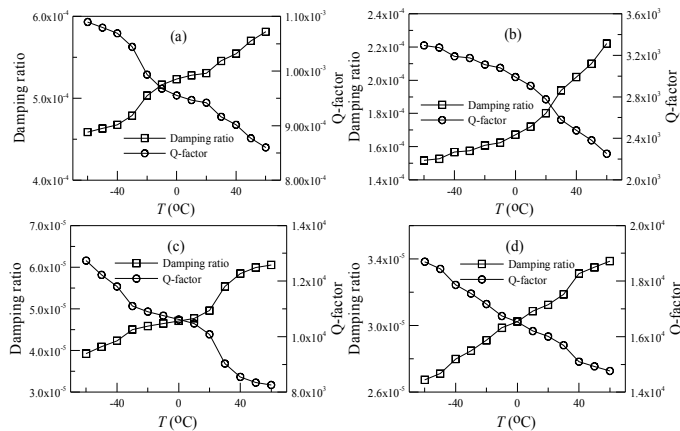 (a)
Damping ratio
6.0x10⁻⁴
5.0x10⁻⁴
4.0x10⁻⁴
Damping ratio
Q-factor
1.10x10⁻³
1.00x10⁻³
9.00x10⁻⁴
8.00x10⁻⁴
Q-factor
-40 0 40
T (ºC)
(b)
Damping ratio
2.4x10⁻⁴
2.2x10⁻⁴
2.0x10⁻⁴
1.8x10⁻⁴
1.6x10⁻⁴
1.4x10⁻⁴
Damping ratio
Q-factor
3.6x10³
3.2x10³
2.8x10³
2.4x10³
2.0x10³
Q-factor
-40 0 40
T (ºC)
(c)
Damping ratio
7.0x10⁻⁵
6.0x10⁻⁵
5.0x10⁻⁵
4.0x10⁻⁵
3.0x10⁻⁵
Damping ratio
Q-factor
1.4x10⁴
1.2x10⁴
1.0x10⁴
8.0x10³
6.0x10³
Q-factor
-40 0 40
T (ºC)
(d)
Damping ratio
3.4x10⁻⁵
3.0x10⁻⁵
2.6x10⁻⁵
Damping ratio
Q-factor
2.0x10⁴
1.8x10⁴
1.6x10⁴
1.4x10⁴
Q-factor
-40 0 40
T (ºC)